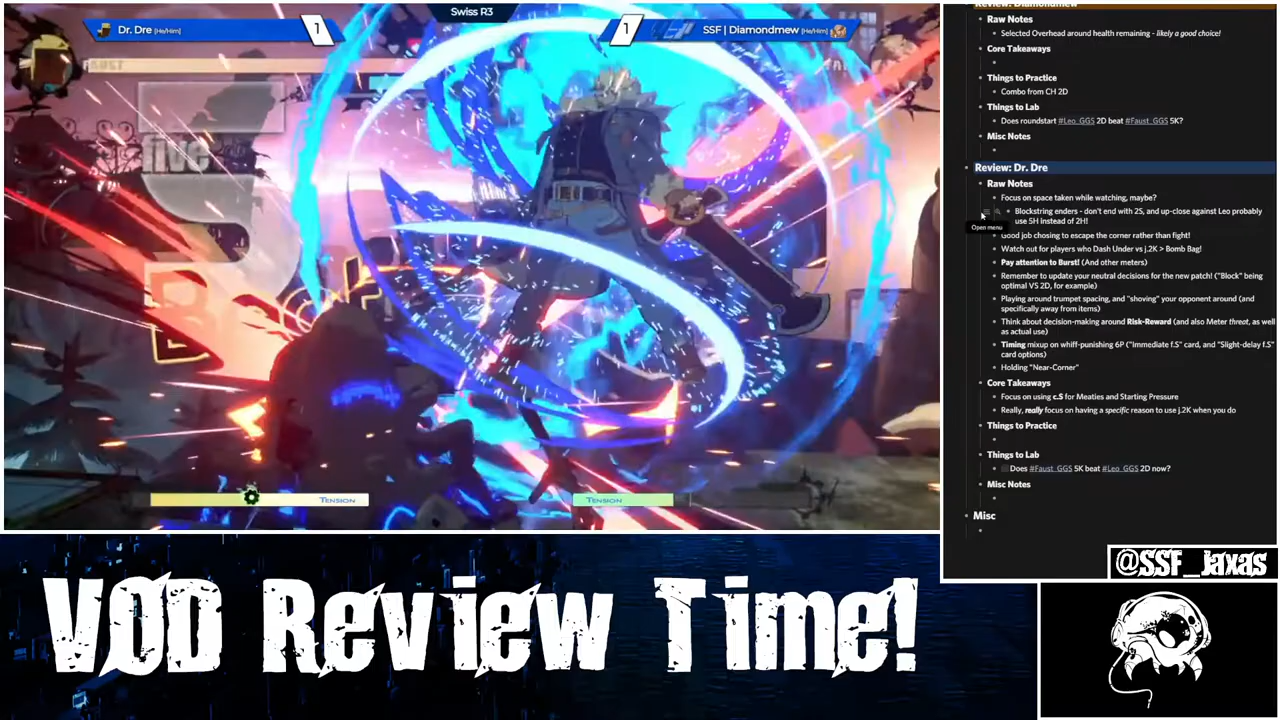 Swiss R3
Dr. Dre [He/Him]
1
1
SSF | Diamondmew [He/Him]
FAUST
five
TENSION
TENSION
Review: Diamondmew
Raw Notes
Selected Overhead around health remaining - likely a good choice!
Core Takeaways
Things to Practice
Combo from CH 2D
Things to Lab
Does roundstart #Leo_GGS 2D beat #Faust_GGS 5K?
Misc Notes
Review: Dr. Dre
Raw Notes
Focus on space taken while watching, maybe?
Blockstring enders - don't end with 2S, and up-close against Leo probably
use 5H instead of 2H!
Open menu
Good job chosing to escape the corner rather than fight!
Watch out for players who Dash Under vs j.2K > Bomb Bag!
Pay attention to Burst! (And other meters)
Remember to update your neutral decisions for the new patch! ("Block" being
optimal VS 2D, for example)
Playing around trumpet spacing, and "shoving" your opponent around (and
specifically away from items)
Think about decision-making around Risk-Reward (and also Meter threat, as well
as actual use)
Timing mixup on whiff-punishing 6P ("Immediate f.S" card, and "Slight-delay f.S"
card options)
Holding "Near-Corner"
Core Takeaways
Focus on using c.S for Meaties and Starting Pressure
Really, really focus on having a specific reason to use j.2K when you do
Things to Practice
Things to Lab
Does #Faust_GGS 5K beat #Leo_GGS 2D now?
Misc Notes
Misc
@SSF_Jaxas
VOD Review Time!